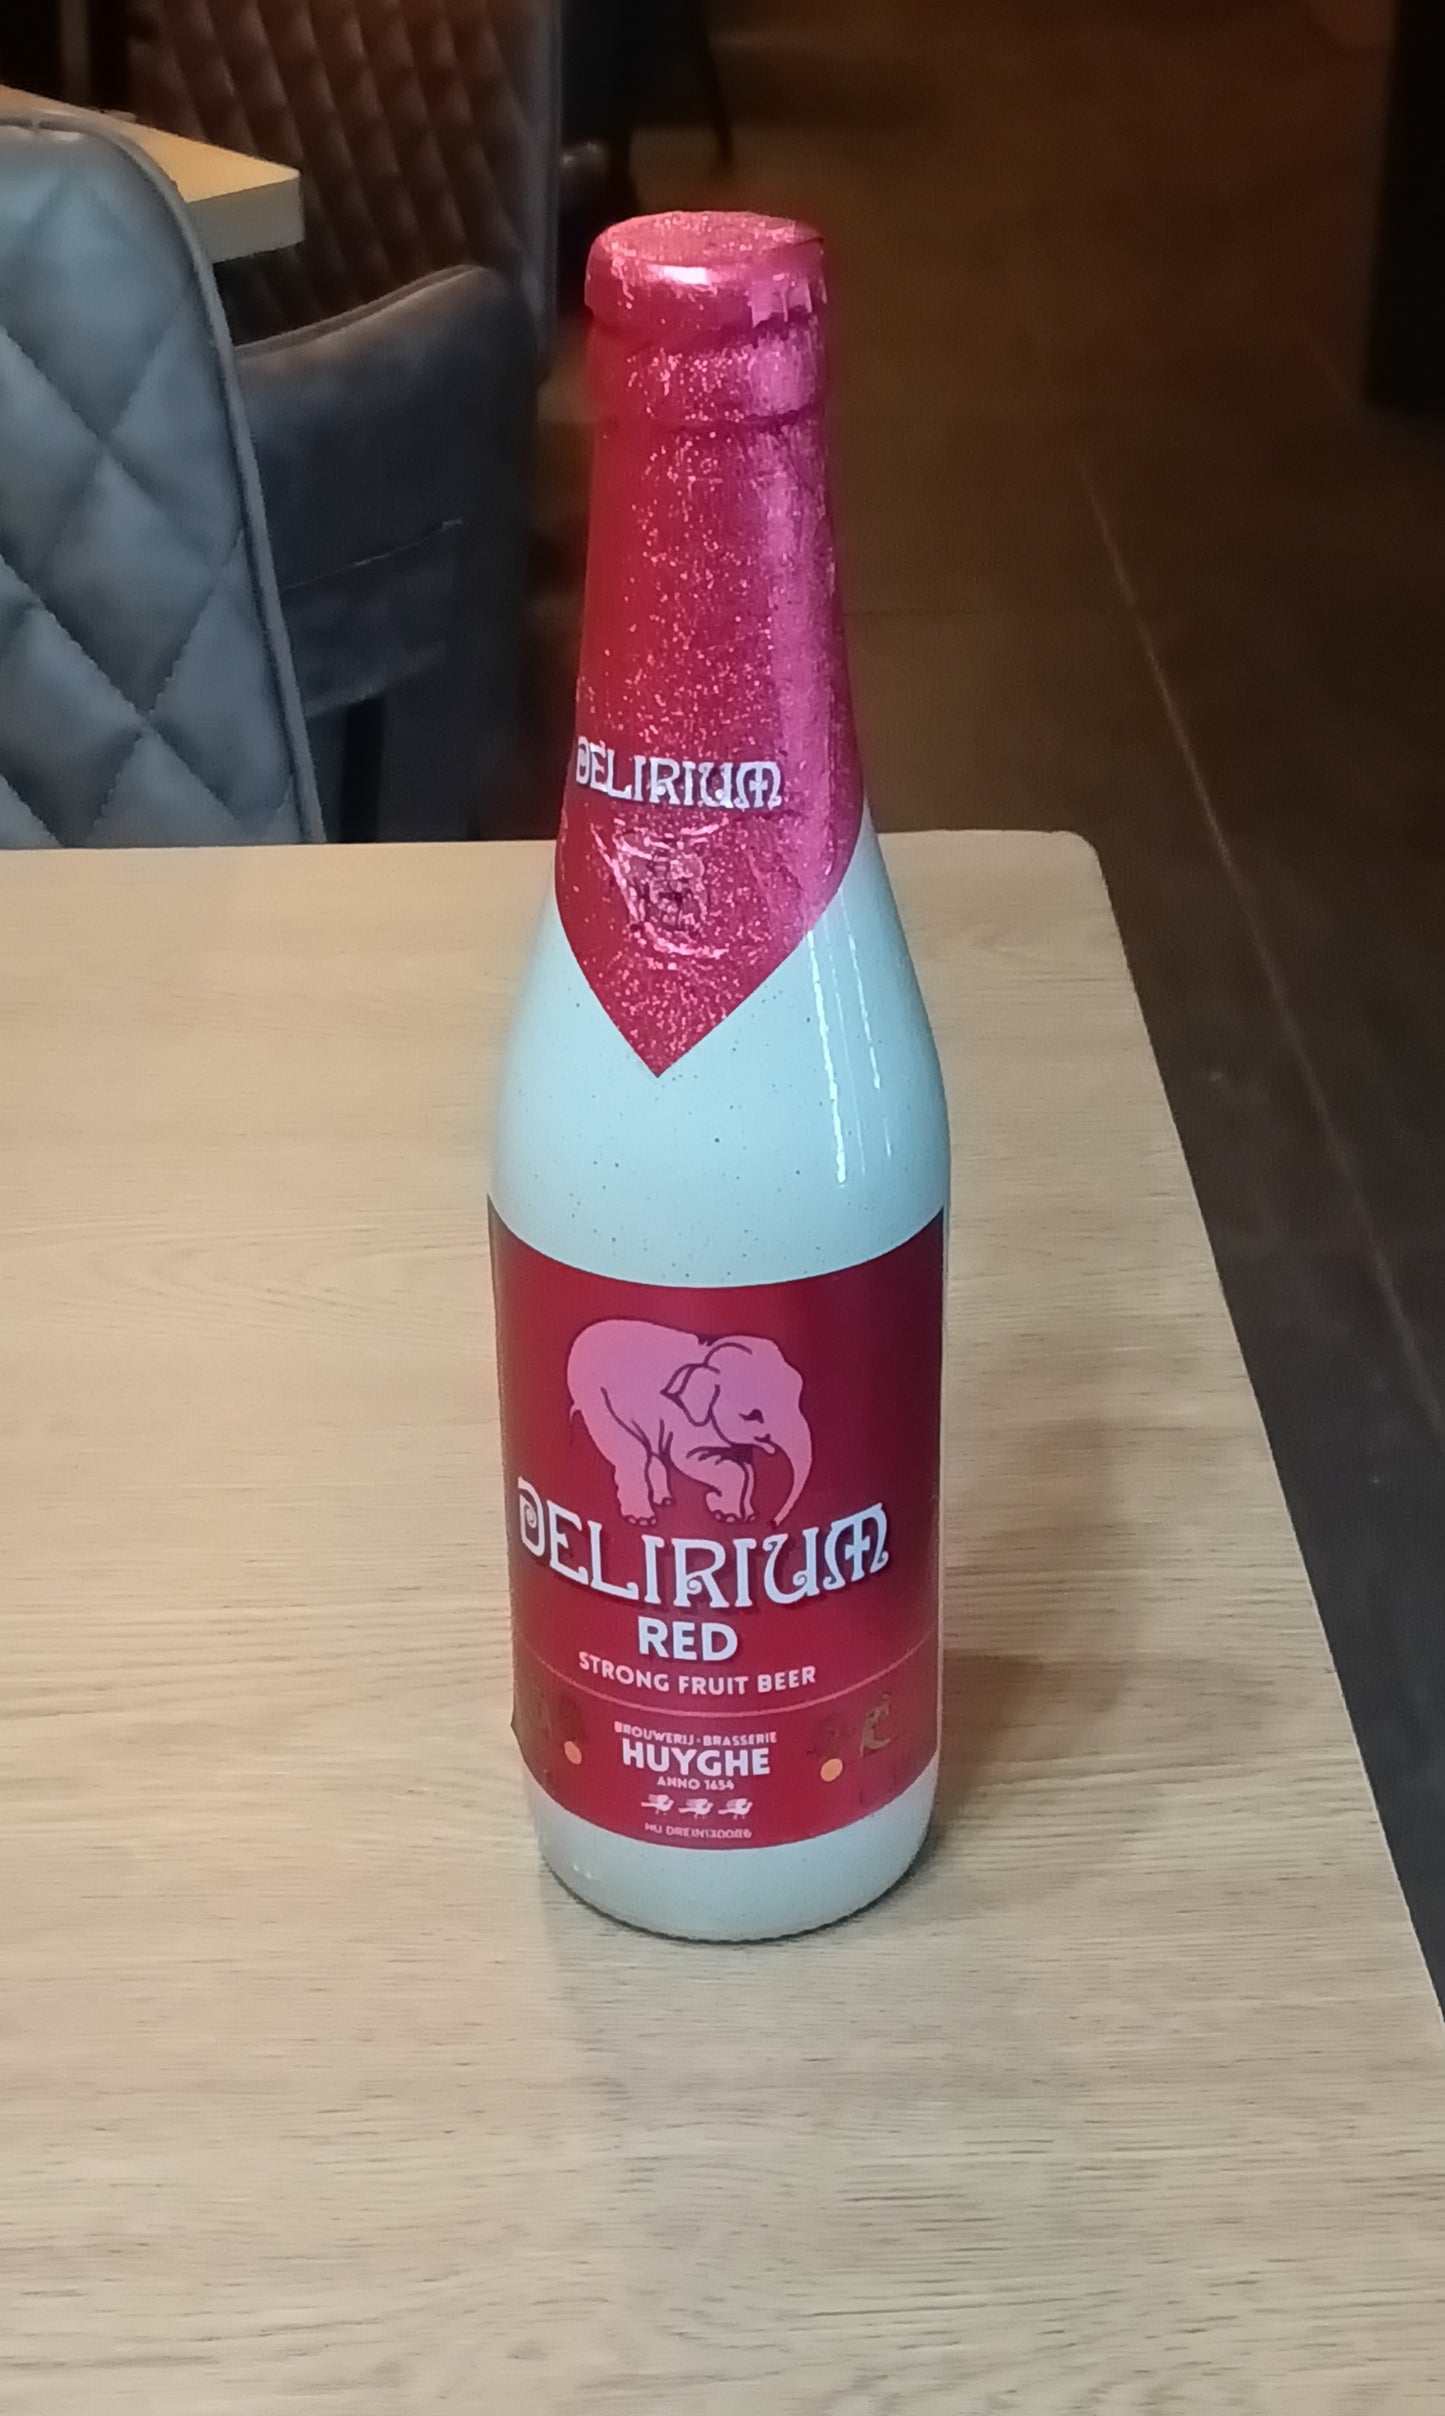 DELIRIUM
DELIRIUM
RED
STRONG FRUIT BEER
BROUWERIJ - BRASSERIE
HUYGHE
ANNO 1654